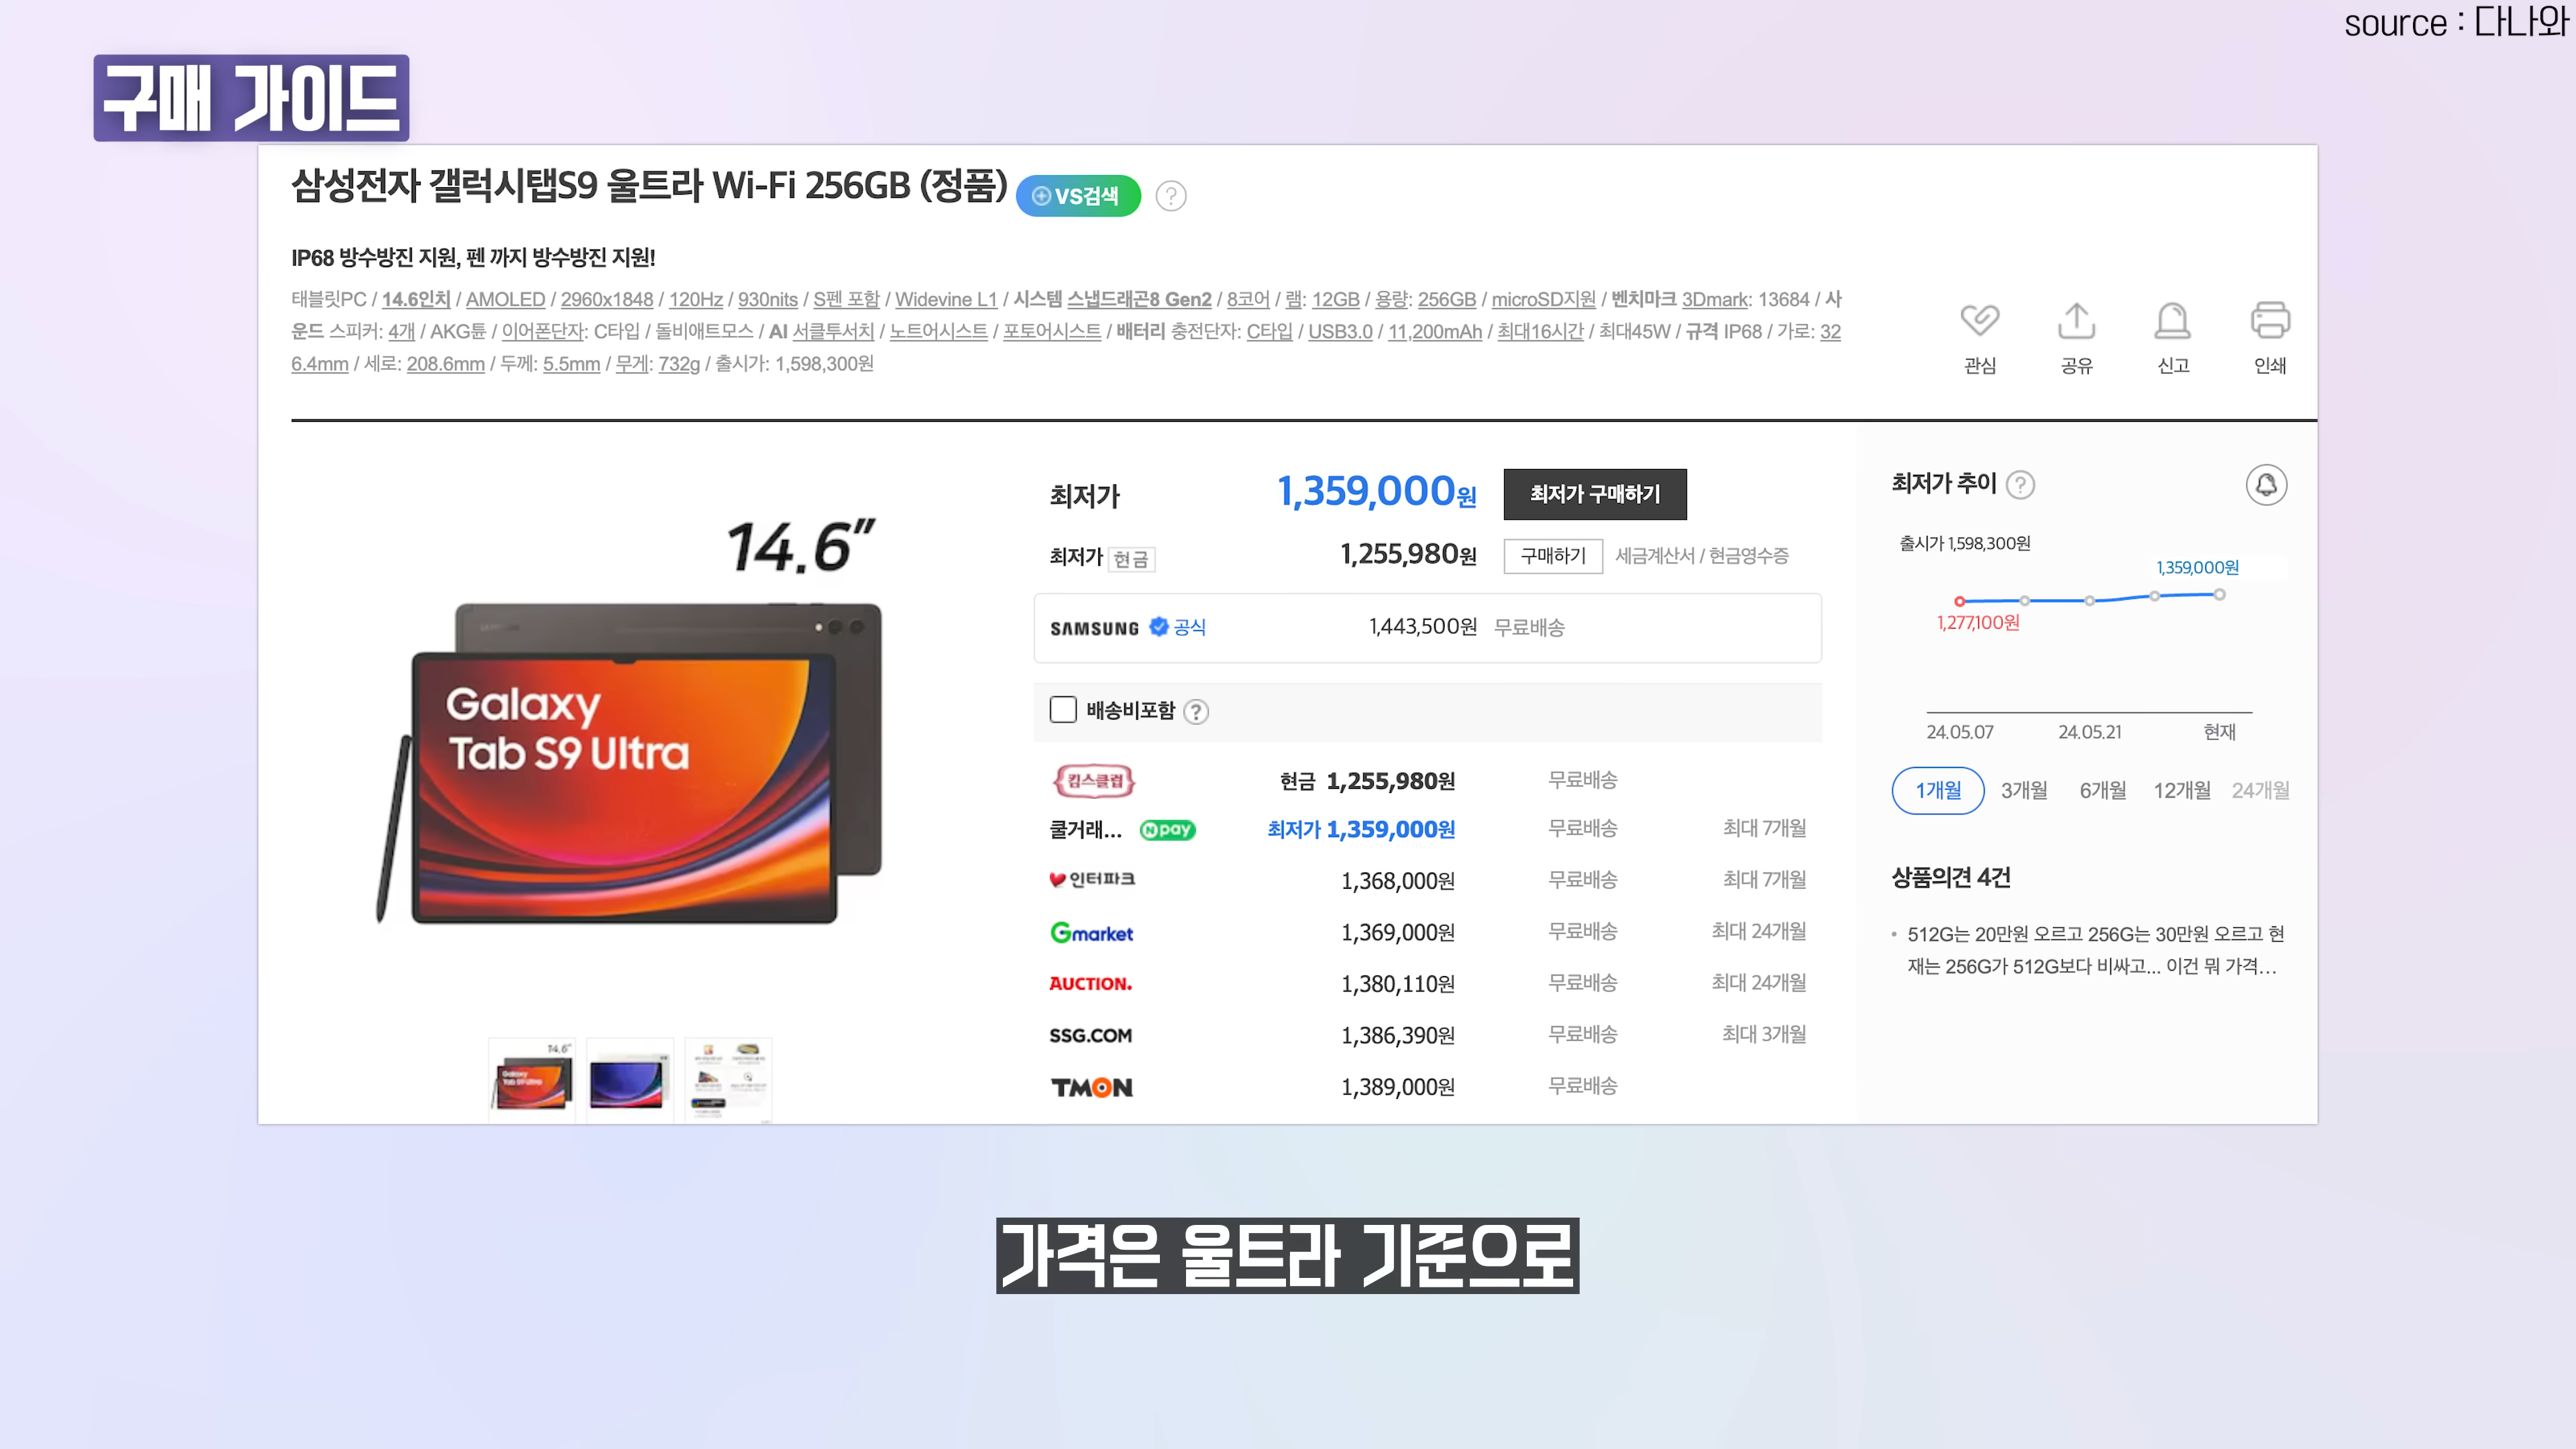 source : 다나와
구매 가이드
삼성전자 갤럭시탭S9 울트라 Wi-Fi 256GB (정품) VS검색 ?
IP68 방수방진 지원, 펜 까지 방수방진 지원!
태블릿PC / 14.6인치 / AMOLED / 2960x1848 / 120Hz / 930nits / S펜 포함 / Widevine L1 / 시스템 스냅드래곤8 Gen2 / 8코어 / 램: 12GB / 용량: 256GB / microSD지원 / 벤치마크 3Dmark: 13684 / 사
운드 스피커: 4개 / AKG튠 / 이어폰단자: C타입 / 돌비애트모스 / AI 서클투서치 / 노트어시스트 / 포토어시스트 / 배터리 충전단자: C타입 / USB3.0 / 11,200mAh / 최대16시간 / 최대45W / 규격 IP68 / 가로: 32
6.4mm / 세로: 208.6mm / 두께: 5.5mm / 무게: 732g / 출시가: 1,598,300원
관심 공유 신고 인쇄
14.6"
Galaxy
Tab S9 Ultra
최저가 1,359,000원 최저가 구매하기
최저가 현금 1,255,980원 구매하기 세금계산서 / 현금영수증
SAMSUNG 공식 1,443,500원 무료배송
배송비포함 ?
킴스클럽 현금 1,255,980원 무료배송
쿨거래... N pay 최저가 1,359,000원 무료배송 최대 7개월
인터파크 1,368,000원 무료배송 최대 7개월
Gmarket 1,369,000원 무료배송 최대 24개월
AUCTION. 1,380,110원 무료배송 최대 24개월
SSG.COM 1,386,390원 무료배송 최대 3개월
TMON 1,389,000원 무료배송
최저가 추이 ?
출시가 1,598,300원
1,359,000원
1,277,100원
24.05.07 24.05.21 현재
1개월 3개월 6개월 12개월 24개월
상품의견 4건
• 512G는 20만원 오르고 256G는 30만원 오르고 현
재는 256G가 512G보다 비싸고... 이건 뭐 가격...
14.6"
Galaxy
Tab S9 Ultra
가격은 울트라 기준으로